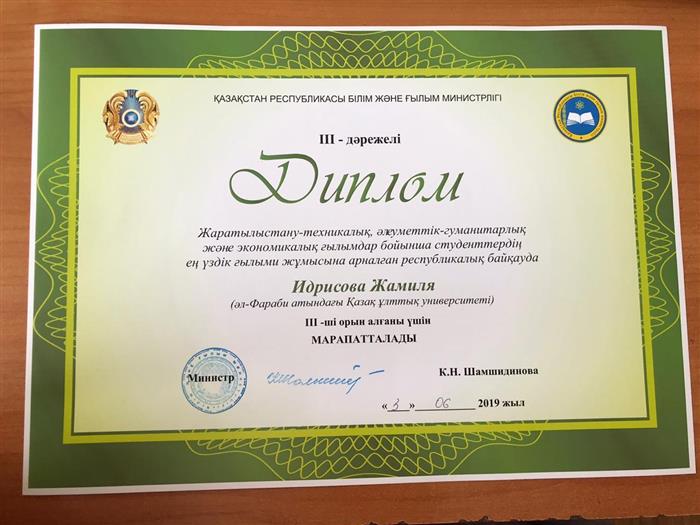 ҚАЗАҚСТАН РЕСПУБЛИКАСЫ БІЛІМ ЖӘНЕ ҒЫЛЫМ МИНИСТРЛІГІ
III - дәрежелі
Диплом
Жаратылыстану-техникалық, әлеуметтік-гуманитарлық
және экономикалық ғылымдар бойынша студенттердің
ең үздік ғылыми жұмысына арналған республикалық байқауда
Идрисова Жамиля
(әл-Фараби атындағы Қазақ ұлттық университеті)
III -ші орын алғаны үшін
МАРАПАТТАЛАДЫ
Министр
К.Н. Шамшидинова
« 3 » 06 2019 жыл